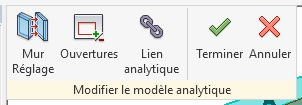 Mur
Réglage
Ouvertures
Lien
analytique
Terminer
Annuler
Modifier le modèle analytique